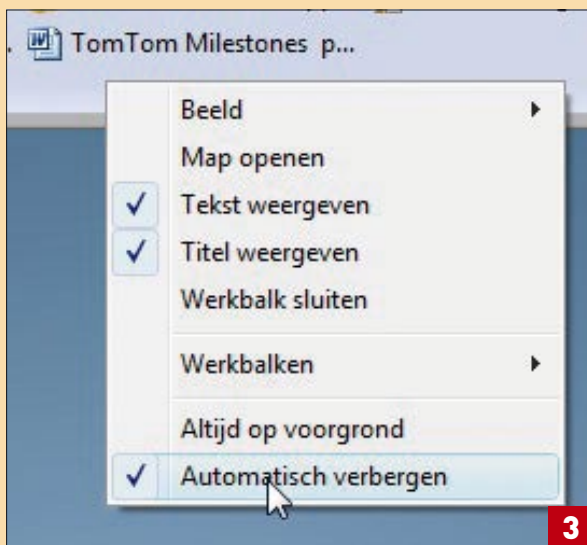 . TomTom Milestones p...
Beeld
Map openen
Tekst weergeven
Titel weergeven
Werkbalk sluiten
Werkbalken
Altijd op voorgrond
Automatisch verbergen
3